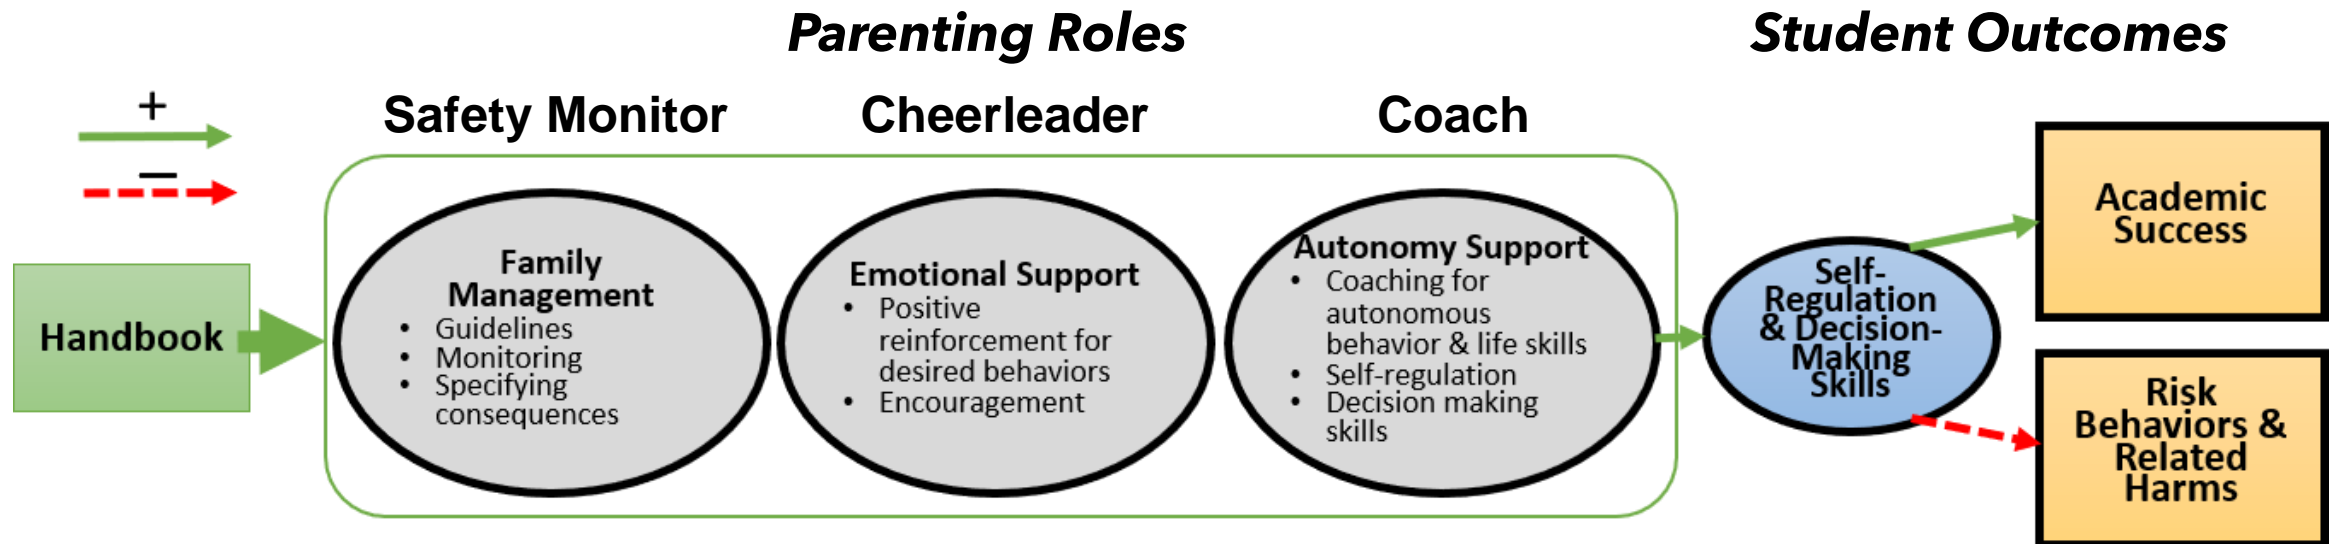 Parenting Roles
Student Outcomes
Safety Monitor
Cheerleader
Coach
+
−
Handbook
Family
Management
• Guidelines
• Monitoring
• Specifying
consequences
Emotional Support
• Positive
reinforcement for
desired behaviors
• Encouragement
Autonomy Support
• Coaching for
autonomous
behavior & life skills
• Self-regulation
• Decision making
skills
Self-
Regulation
& Decision-
Making
Skills
Academic
Success
Risk
Behaviors &
Related
Harms